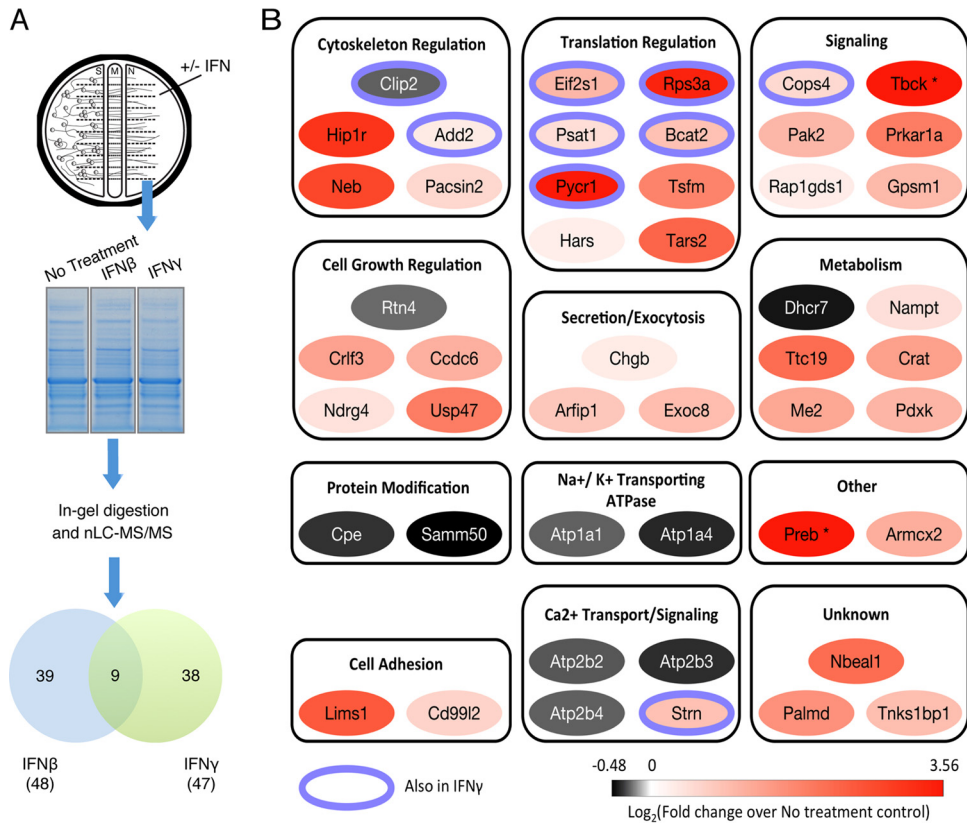 A
S M N
+/- IFN
No Treatment
IFNβ
IFNγ
In-gel digestion
and nLC-MS/MS
39 9 38
IFNβ
(48)
IFNγ
(47)
B
Cytoskeleton Regulation
Clip2
Hip1r Add2
Neb Pacsin2
Translation Regulation
Eif2s1 Rps3a
Psat1 Bcat2
Pycr1 Tsfm
Hars Tars2
Signaling
Cops4 Tbck *
Pak2 Prkar1a
Rap1gds1 Gpsm1
Cell Growth Regulation
Rtn4
Crlf3 Ccdc6
Ndrg4 Usp47
Secretion/Exocytosis
Chgb
Arfip1 Exoc8
Metabolism
Dhcr7 Nampt
Ttc19 Crat
Me2 Pdxk
Protein Modification
Cpe Samm50
Na+/ K+ Transporting
ATPase
Atp1a1 Atp1a4
Other
Preb * Armcx2
Cell Adhesion
Lims1 Cd99l2
Ca2+ Transport/Signaling
Atp2b2 Atp2b3
Atp2b4 Strn
Unknown
Nbeal1
Palmd Tnks1bp1
Also in IFNγ
-0.48 0 3.56
Log2(Fold change over No treatment control)